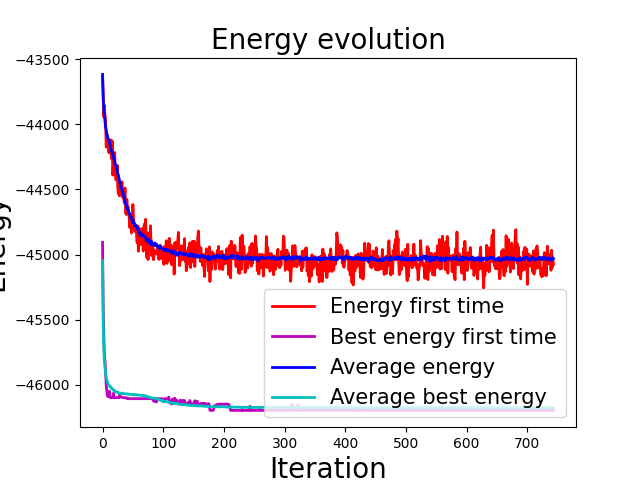 Energy evolution
−43500
−44000
−44500
−45000
−45500
−46000
Energy
Energy first time
Best energy first time
Average energy
Average best energy
0 100 200 300 400 500 600 700
Iteration